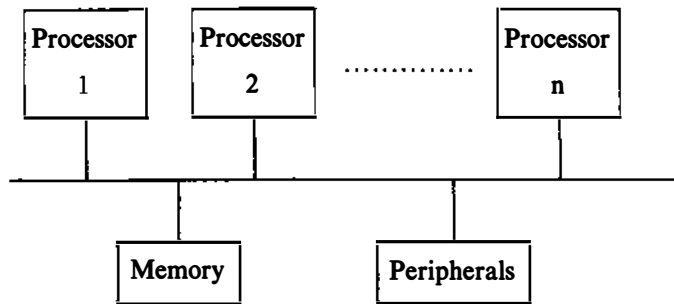 Processor
1
Processor
2
Processor
n
Memory
Peripherals